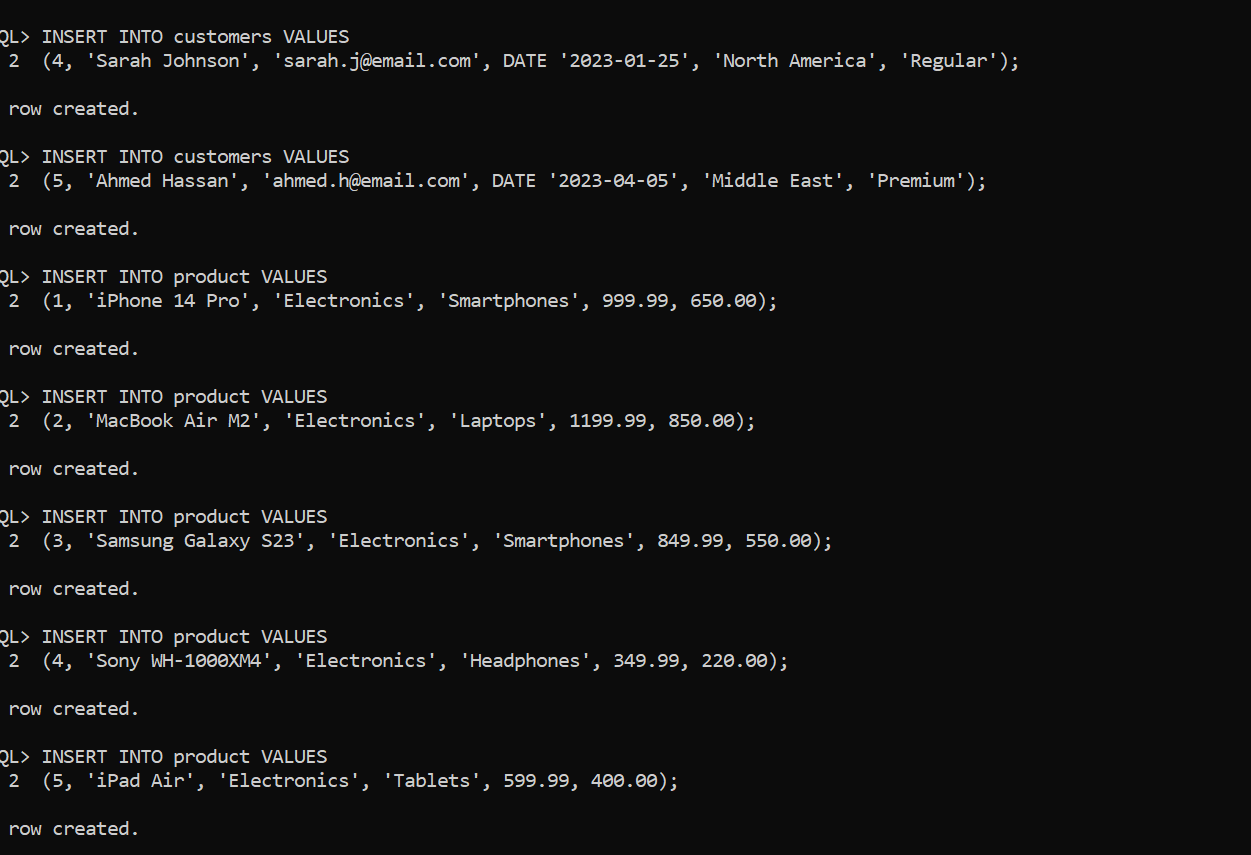 QL> INSERT INTO customers VALUES
2 (4, 'Sarah Johnson', 'sarah.j@email.com', DATE '2023-01-25', 'North America', 'Regular');
row created.
QL> INSERT INTO customers VALUES
2 (5, 'Ahmed Hassan', 'ahmed.h@email.com', DATE '2023-04-05', 'Middle East', 'Premium');
row created.
QL> INSERT INTO product VALUES
2 (1, 'iPhone 14 Pro', 'Electronics', 'Smartphones', 999.99, 650.00);
row created.
QL> INSERT INTO product VALUES
2 (2, 'MacBook Air M2', 'Electronics', 'Laptops', 1199.99, 850.00);
row created.
QL> INSERT INTO product VALUES
2 (3, 'Samsung Galaxy S23', 'Electronics', 'Smartphones', 849.99, 550.00);
row created.
QL> INSERT INTO product VALUES
2 (4, 'Sony WH-1000XM4', 'Electronics', 'Headphones', 349.99, 220.00);
row created.
QL> INSERT INTO product VALUES
2 (5, 'iPad Air', 'Electronics', 'Tablets', 599.99, 400.00);
row created.